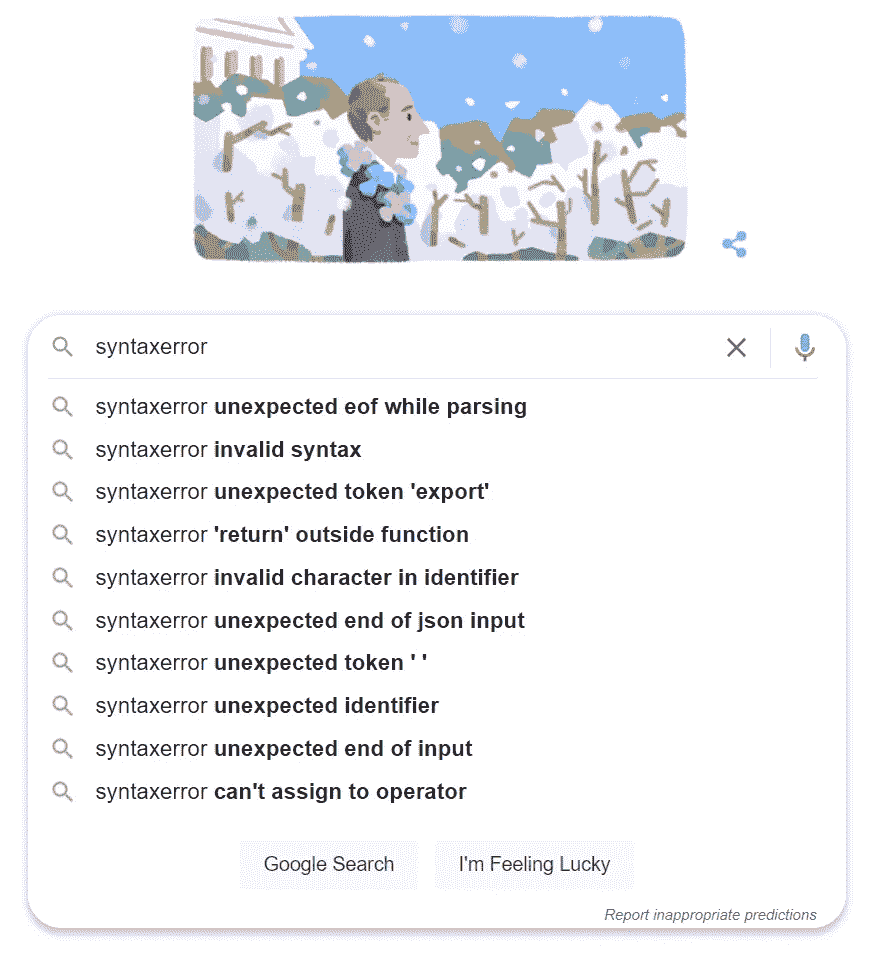 syntaxerror
syntaxerror unexpected eof while parsing
syntaxerror invalid syntax
syntaxerror unexpected token 'export'
syntaxerror 'return' outside function
syntaxerror invalid character in identifier
syntaxerror unexpected end of json input
syntaxerror unexpected token ' '
syntaxerror unexpected identifier
syntaxerror unexpected end of input
syntaxerror can't assign to operator
Google Search I'm Feeling Lucky
Report inappropriate predictions